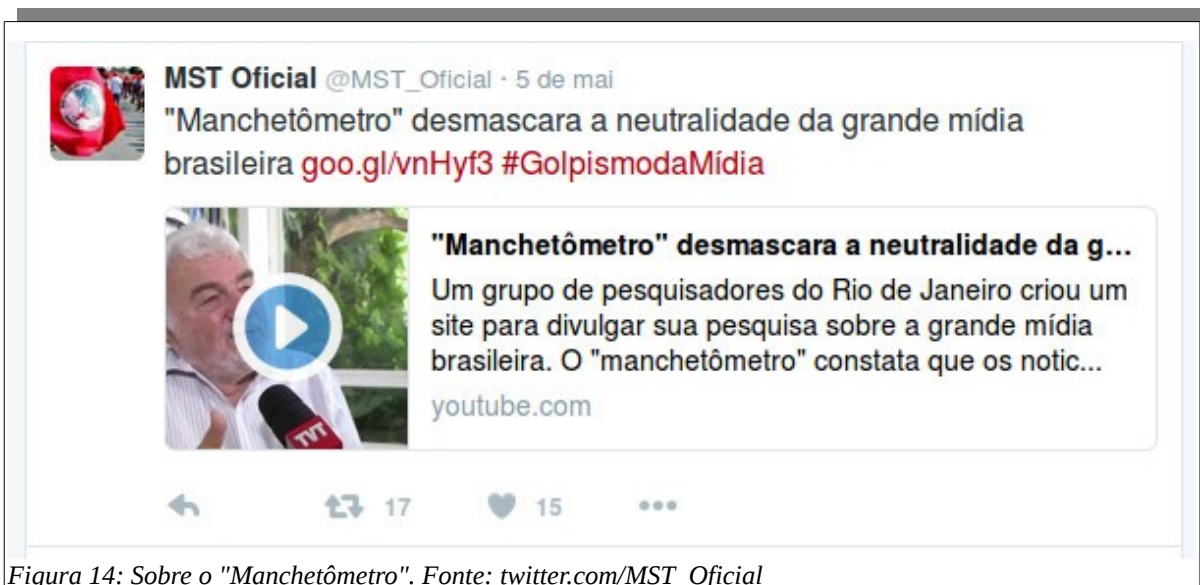 MST Oficial @MST_Oficial · 5 de mai
"Manchetômetro" desmascara a neutralidade da grande mídia
brasileira goo.gl/vnHyf3 #GolpismodaMídia
"Manchetômetro" desmascara a neutralidade da g...
Um grupo de pesquisadores do Rio de Janeiro criou um
site para divulgar sua pesquisa sobre a grande mídia
brasileira. O "manchetômetro" constata que os notic...
youtube.com
TVT
17 15
Figura 14: Sobre o "Manchetômetro". Fonte: twitter.com/MST_Oficial